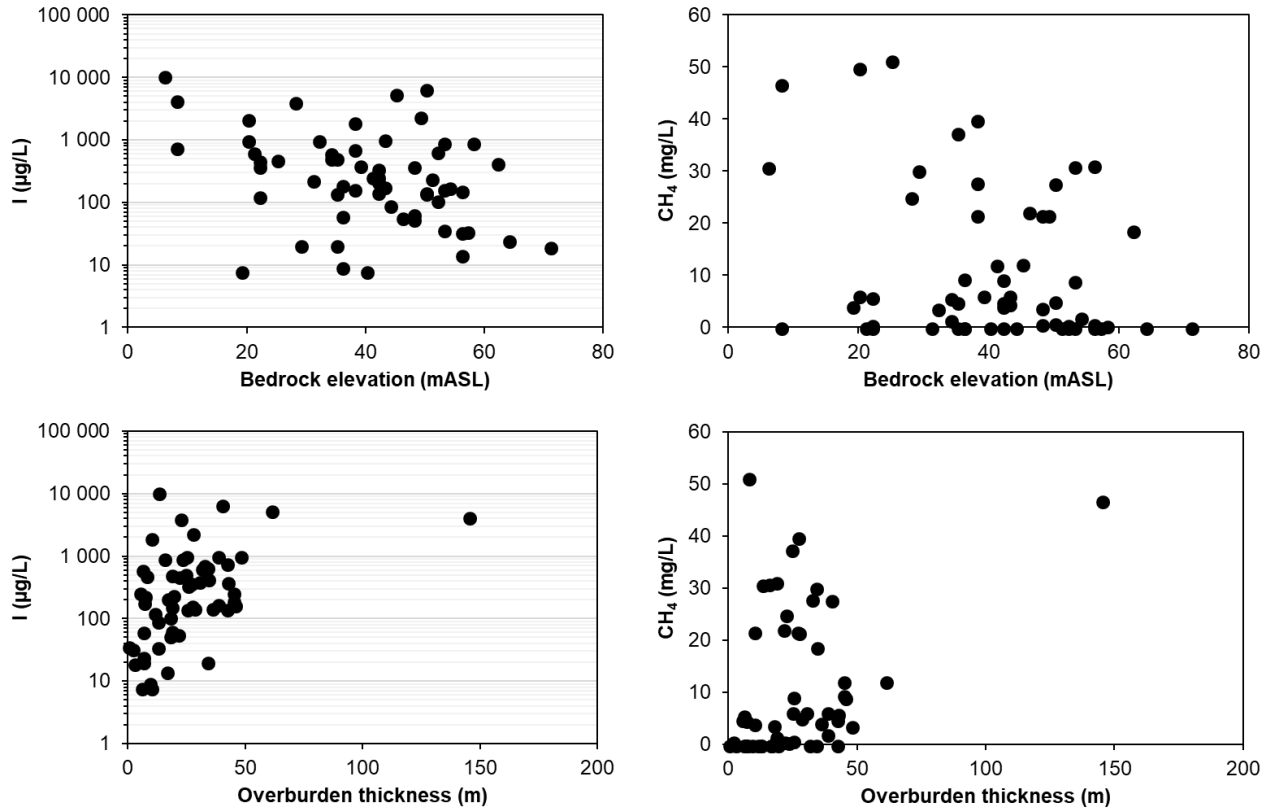 100 000
10 000
1 000
100
10
1
I (µg/L)
0 20 40 60 80
Bedrock elevation (mASL)
60
50
40
30
20
10
0
CH₄ (mg/L)
0 20 40 60 80
Bedrock elevation (mASL)
100 000
10 000
1 000
100
10
1
I (µg/L)
0 50 100 150 200
Overburden thickness (m)
60
50
40
30
20
10
0
CH₄ (mg/L)
0 50 100 150 200
Overburden thickness (m)